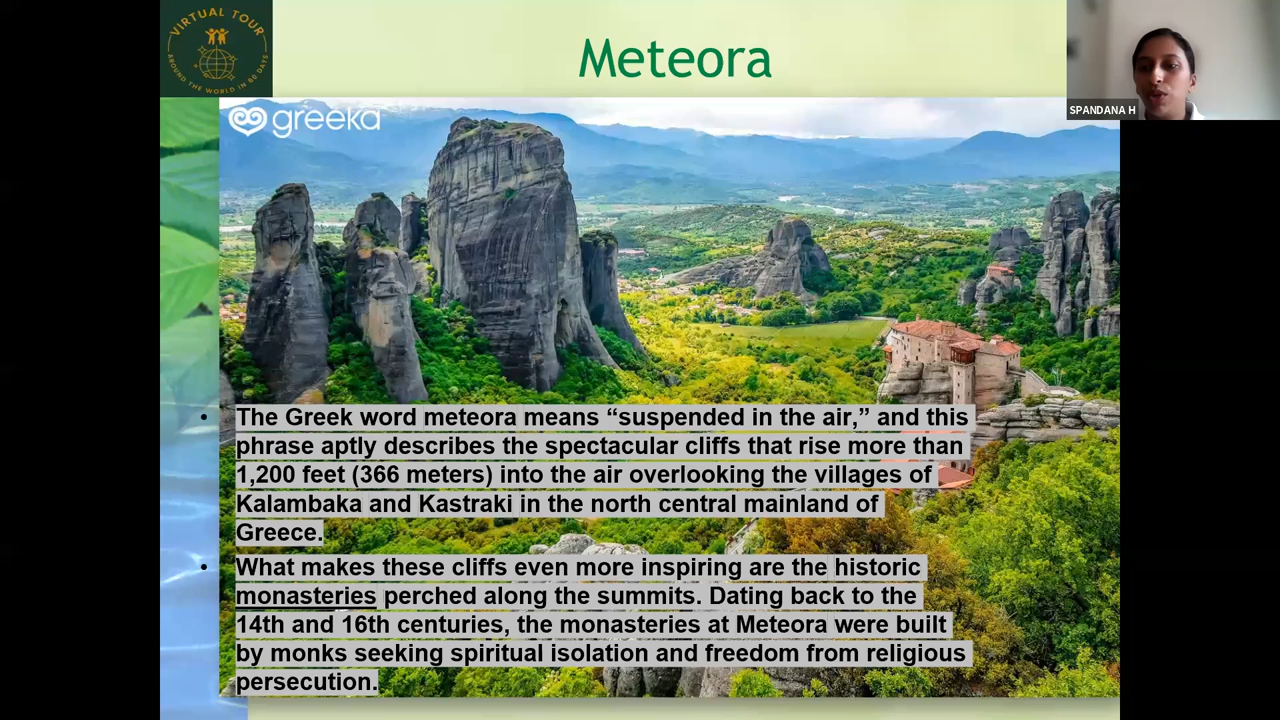 VIRTUAL TOUR
AROUND THE WORLD IN 60 DAYS
Meteora
SPANDANA H
greeka
• The Greek word meteora means “suspended in the air,” and this
phrase aptly describes the spectacular cliffs that rise more than
1,200 feet (366 meters) into the air overlooking the villages of
Kalambaka and Kastraki in the north central mainland of
Greece.
• What makes these cliffs even more inspiring are the historic
monasteries perched along the summits. Dating back to the
14th and 16th centuries, the monasteries at Meteora were built
by monks seeking spiritual isolation and freedom from religious
persecution.